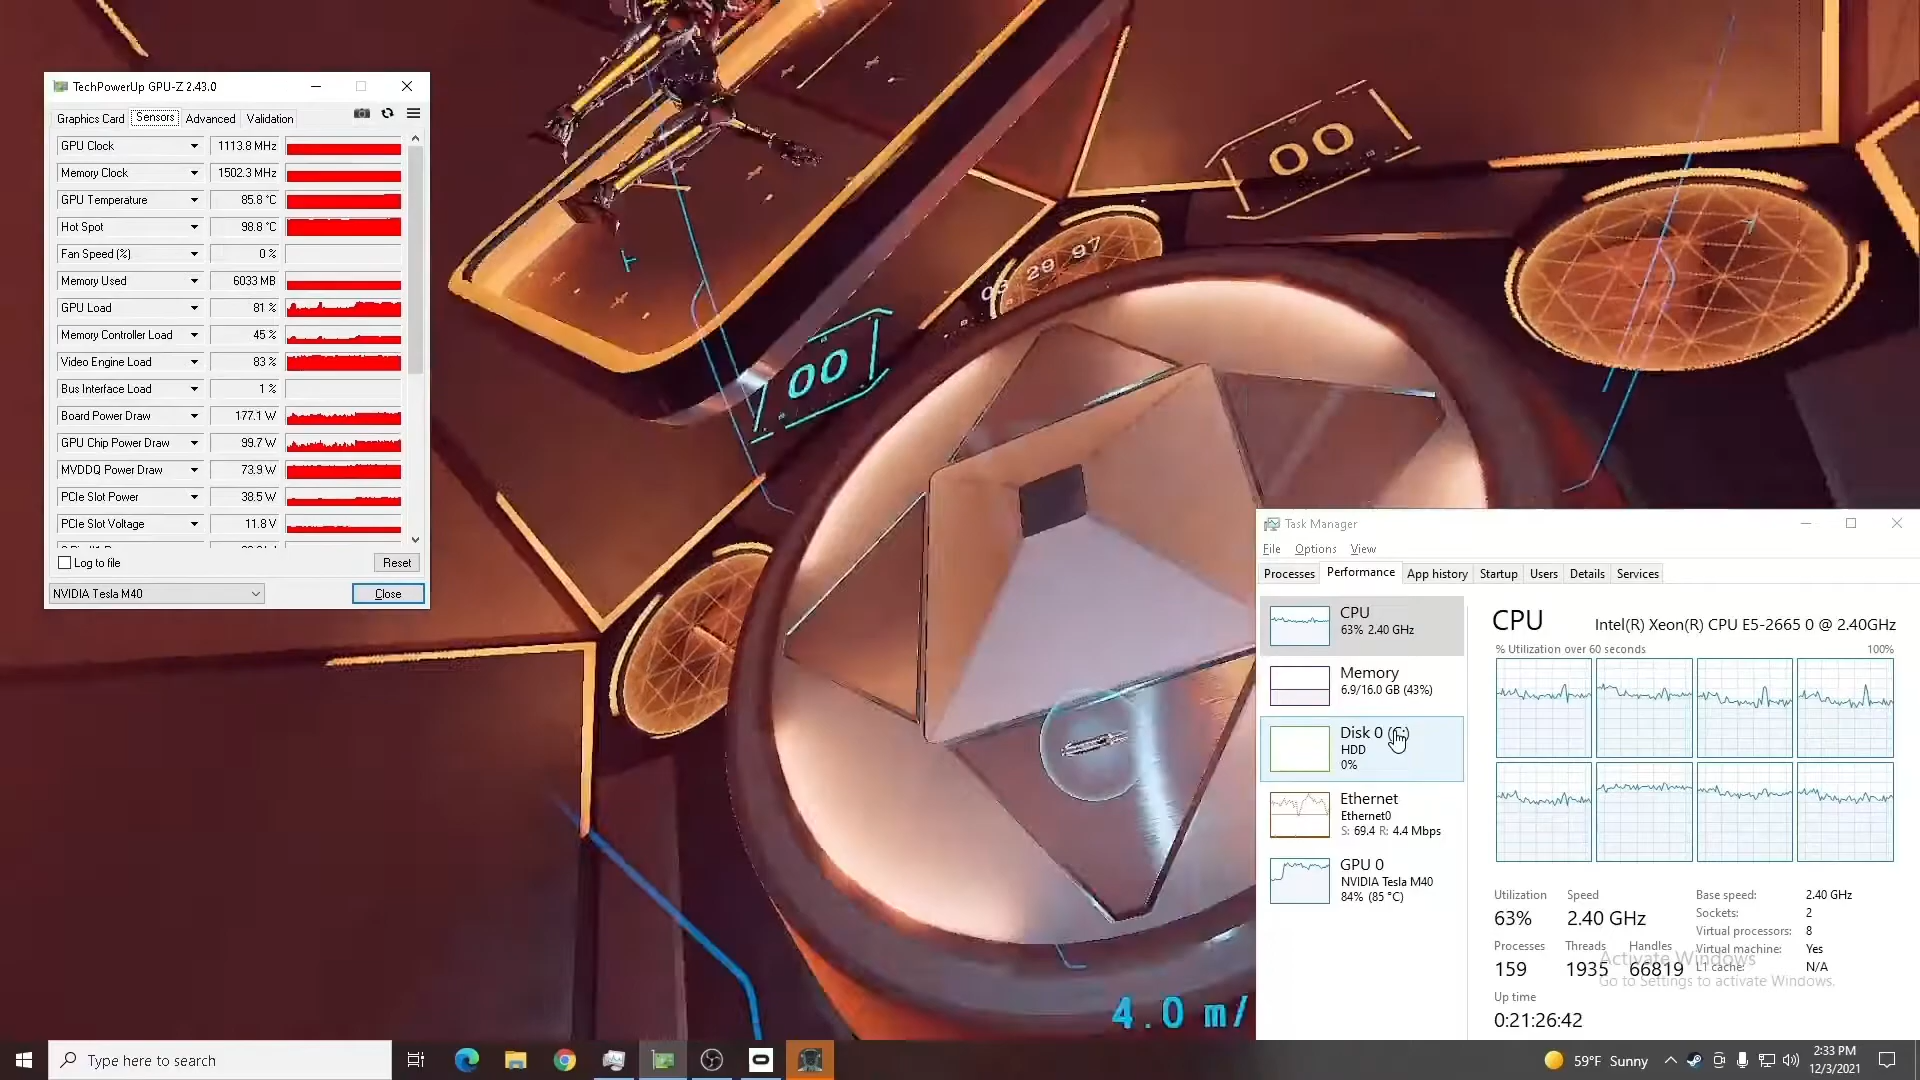 TechPowerUp GPU-Z 2.43.0
Graphics Card Sensors Advanced Validation
GPU Clock 1113.8 MHz
Memory Clock 1502.3 MHz
GPU Temperature 85.8 °C
Hot Spot 98.8 °C
Fan Speed (%) 0 %
Memory Used 6033 MB
GPU Load 81 %
Memory Controller Load 45 %
Video Engine Load 83 %
Bus Interface Load 1 %
Board Power Draw 177.1 W
GPU Chip Power Draw 99.7 W
MVDDQ Power Draw 73.9 W
PCIe Slot Power 38.5 W
PCIe Slot Voltage 11.8 V
Log to file Reset
NVIDIA Tesla M40 Close
00
29 97
00
4.0 m/
Task Manager
File Options View
Processes Performance App history Startup Users Details Services
CPU
63% 2.40 GHz
Memory
6.9/16.0 GB (43%)
Disk 0
HDD
0%
Ethernet
Ethernet0
S: 69.4 R: 4.4 Mbps
GPU 0
NVIDIA Tesla M40
84% (85 °C)
CPU Intel(R) Xeon(R) CPU E5-2665 0 @ 2.40GHz
% Utilization over 60 seconds 100%
Utilization Speed
63% 2.40 GHz
Processes Threads Handles
159 1935 66819
Up time
0:21:26:42
Base speed: 2.40 GHz
Sockets: 2
Virtual processors: 8
Virtual machine: Yes
L1 cache: N/A
Activate Windows
Go to Settings to activate Windows.
Type here to search
59°F Sunny
2:33 PM
12/3/2021